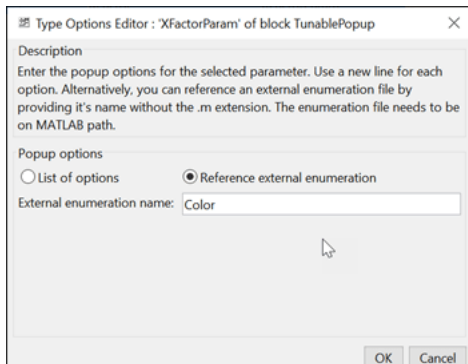 Type Options Editor : 'XFactorParam' of block TunablePopup
Description
Enter the popup options for the selected parameter. Use a new line for each
option. Alternatively, you can reference an external enumeration file by
providing it's name without the .m extension. The enumeration file needs to be
on MATLAB path.
Popup options
List of options Reference external enumeration
External enumeration name: Color
OK Cancel